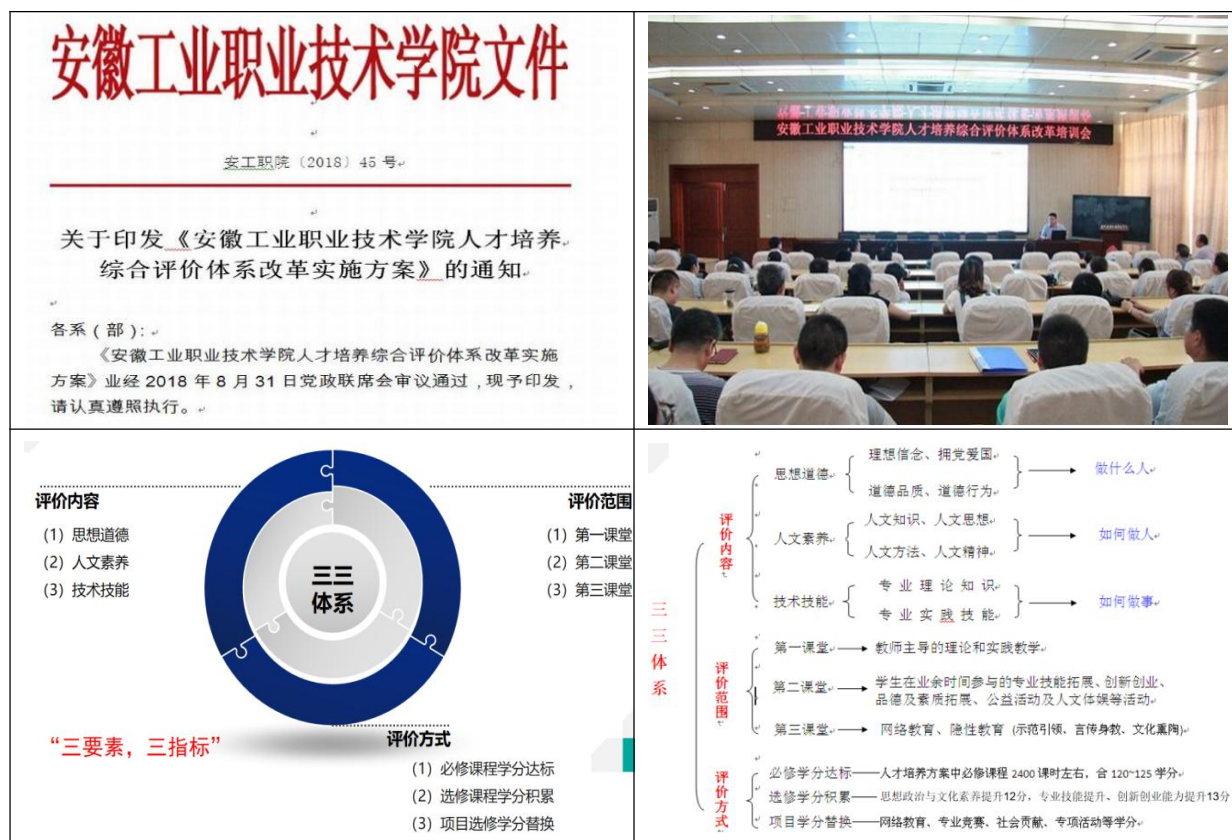 安徽工业职业技术学院文件
安工职院〔2018〕45 号
关于印发《安徽工业职业技术学院人才培养
综合评价体系改革实施方案》的通知
各系(部):
《安徽工业职业技术学院人才培养综合评价体系改革实施
方案》业经 2018 年 8 月 31 日党政联席会审议通过,现予印发,
请认真遵照执行。
安徽工业职业技术学院人才培养综合评价体系改革培训会
评价内容
(1) 思想道德
(2) 人文素养
(3) 技术技能
三三
体系
评价范围
(1) 第一课堂
(2) 第二课堂
(3) 第三课堂
“三要素,三指标”
评价方式
(1) 必修课程学分达标
(2) 选修课程学分积累
(3) 项目选修学分替换
三三体系
评价内容
思想道德
理想信念、拥党爱国
道德品质、道德行为
做什么人
人文素养
人文知识、人文思想
人文方法、人文精神
如何做人
技术技能
专业理论知识
专业实践技能
如何做事
评价范围
第一课堂
教师主导的理论和实践教学
第二课堂
学生在业余时间参与的专业技能拓展、创新创业、
品德及素质拓展、公益活动及人文体娱等活动
第三课堂
网络教育、隐性教育 (示范引领、言传身教、文化熏陶)
评价方式
必修学分达标——人才培养方案中必修课程 2400 课时左右,合 120~125 学分
选修学分积累——思想政治与文化素养提升12分,专业技能提升、创新创业能力提升13分
项目学分替换——网络教育、专业竞赛、社会贡献、专项活动等学分